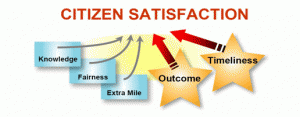 CITIZEN SATISFACTION
Knowledge
Fairness
Extra Mile
Outcome
Timeliness